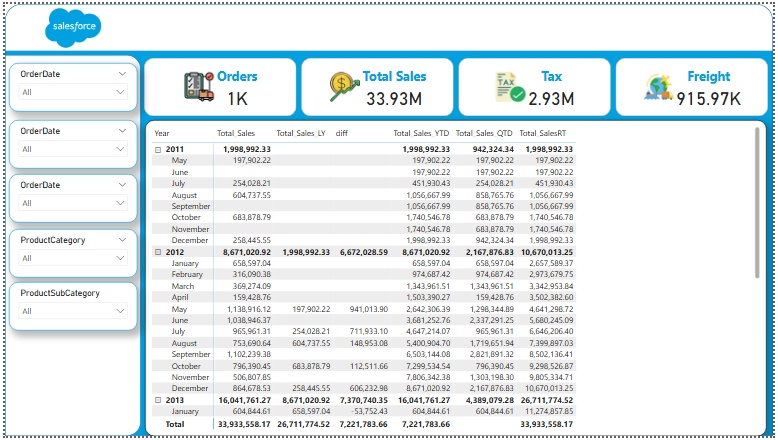 salesforce
OrderDate
All
OrderDate
All
OrderDate
All
ProductCategory
All
ProductSubCategory
All
Orders
1K
Total Sales
33.93M
TAX
Tax
2.93M
Freight
915.97K
Year Total_Sales Total_Sales_LY diff Total_Sales_YTD Total_Sales_QTD Total_SalesRT
2011 1,998,992.33 1,998,992.33 942,324.34 1,998,992.33
May 197,902.22 197,902.22 197,902.22 197,902.22
June 197,902.22 197,902.22 197,902.22
July 254,028.21 451,930.43 254,028.21 451,930.43
August 604,737.55 1,056,667.99 858,765.76 1,056,667.99
September 1,056,667.99 858,765.76 1,056,667.99
October 683,878.79 1,740,546.78 683,878.79 1,740,546.78
November 1,740,546.78 683,878.79 1,740,546.78
December 258,445.55 1,998,992.33 942,324.34 1,998,992.33
2012 8,671,020.92 1,998,992.33 6,672,028.59 8,671,020.92 2,167,876.83 10,670,013.25
January 658,597.04 658,597.04 658,597.04 2,657,589.37
February 316,090.38 974,687.42 974,687.42 2,973,679.75
March 369,274.09 1,343,961.51 1,343,961.51 3,342,953.84
April 159,428.76 1,503,390.27 159,428.76 3,502,382.60
May 1,138,916.12 197,902.22 941,013.90 2,642,306.39 1,298,344.89 4,641,298.72
June 1,038,946.37 3,681,252.76 2,337,291.25 5,680,245.09
July 965,961.31 254,028.21 711,933.10 4,647,214.07 965,961.31 6,646,206.40
August 753,690.64 604,737.55 148,953.08 5,400,904.70 1,719,651.94 7,399,897.03
September 1,102,239.38 6,503,144.08 2,821,891.32 8,502,136.41
October 796,390.45 683,878.79 112,511.66 7,299,534.54 796,390.45 9,298,526.87
November 506,807.85 7,806,342.38 1,303,198.30 9,805,334.71
December 864,678.53 258,445.55 606,232.98 8,671,020.92 2,167,876.83 10,670,013.25
2013 16,041,761.27 8,671,020.92 7,370,740.35 16,041,761.27 4,389,079.28 26,711,774.52
January 604,844.61 658,597.04 -53,752.43 604,844.61 604,844.61 11,274,857.85
Total 33,933,558.17 26,711,774.52 7,221,783.66 7,221,783.66 33,933,558.17